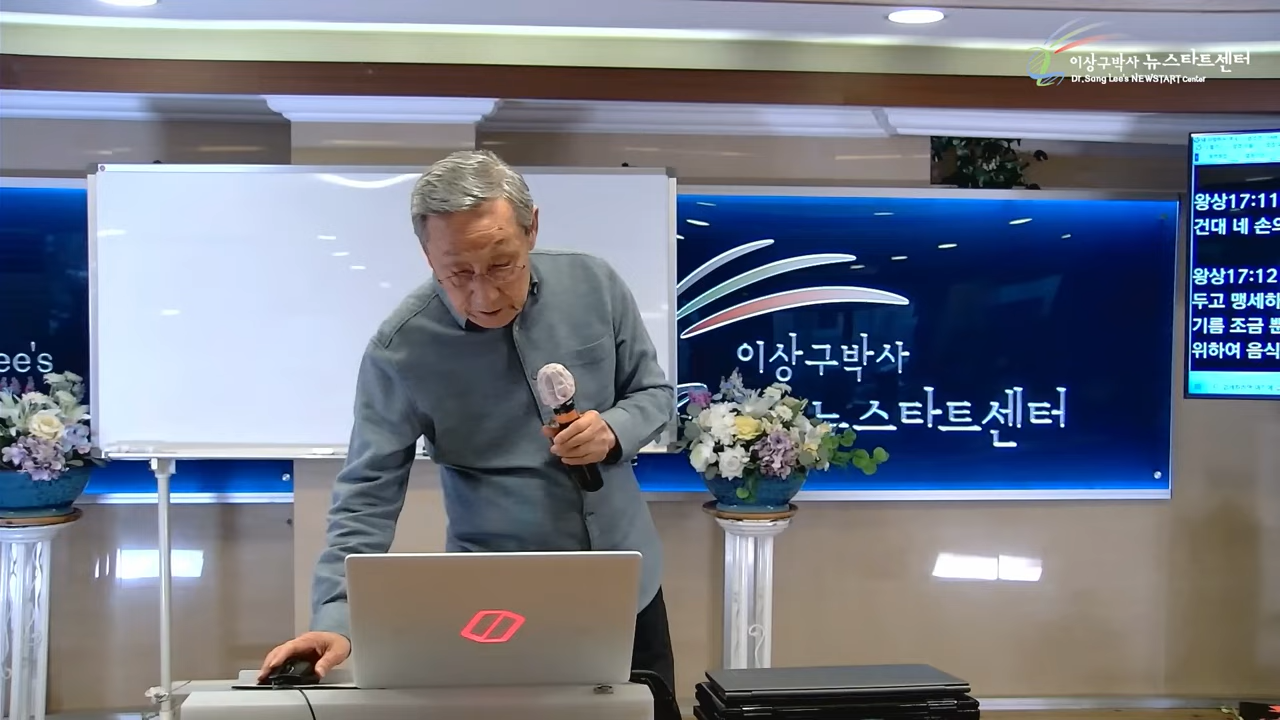 이상구박사 뉴스타트센터
Dr.Sang Lee's NEWSTART Center
ee's
이상구박사
뉴스타트센터
왕상17:11
건대 네 손으
왕상17:12
두고 맹세하
기름 조금 뿐
위하여 음식